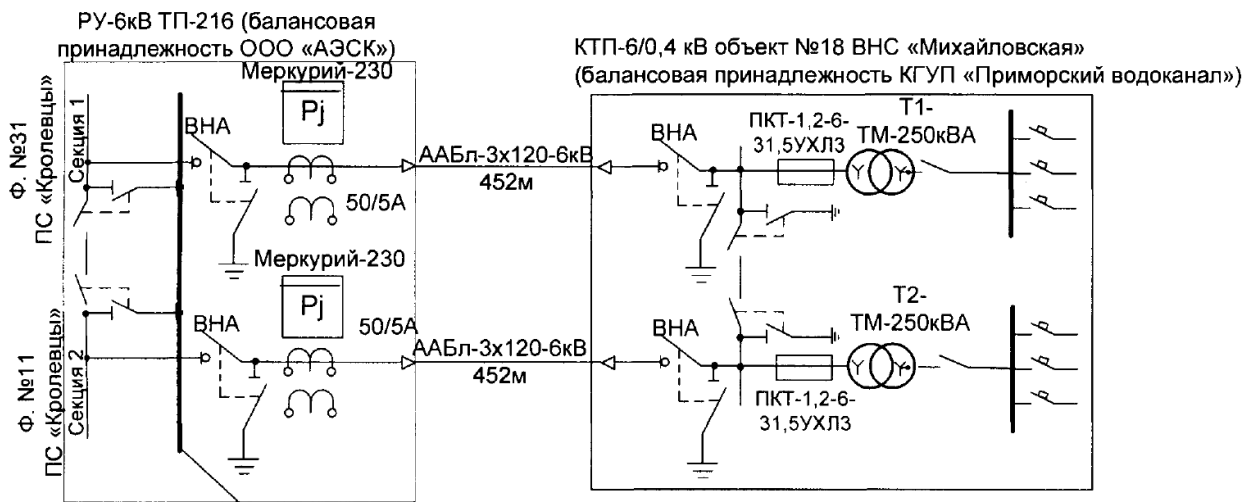 РУ-6кВ ТП-216 (балансовая
принадлежность ООО «АЭСК»)
КТП-6/0,4 кВ объект №18 ВНС «Михайловская»
(балансовая принадлежность КГУП «Приморский водоканал»)
Ф. №31
ПС «Кролевцы»
Секция 1
Меркурий-230
Pj
ВНА
50/5А
ААБл-3х120-6кВ
452м
ВНА
ПКТ-1,2-6-
31,5УХЛ3
Т1-
ТМ-250кВА
Ф. №11
ПС «Кролевцы»
Секция 2
Меркурий-230
Pj
ВНА
50/5А
ААБл-3х120-6кВ
452м
ВНА
ПКТ-1,2-6-
31,5УХЛ3
Т2-
ТМ-250кВА